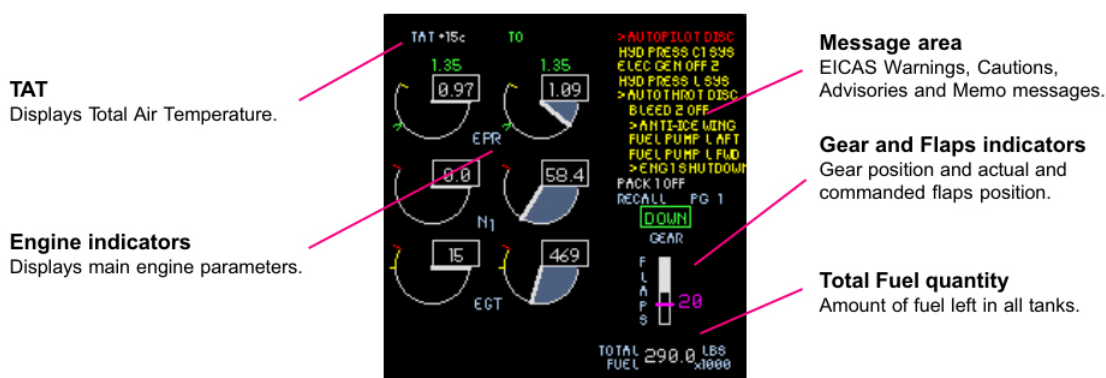 TAT
Displays Total Air Temperature.
Engine indicators
Displays main engine parameters.
TAT +15c
TO
1.35
1.35
0.97
1.09
EPR
0.0
58.4
N1
15
469
EGT
>AUTOPILOT DISC
HYD PRESS C1 SYS
ELEC GEN OFF 2
HYD PRESS L SYS
>AUTOTHROT DISC
BLEED 2 OFF
>ANTI-ICE WING
FUEL PUMP L AFT
FUEL PUMP L FWD
>ENG 1 SHUTDOWN
PACK 1 OFF
RECALL PG 1
DOWN
GEAR
FLAPS
20
TOTAL FUEL 290.0 LBS x1000
Message area
EICAS Warnings, Cautions,
Advisories and Memo messages.
Gear and Flaps indicators
Gear position and actual and
commanded flaps position.
Total Fuel quantity
Amount of fuel left in all tanks.